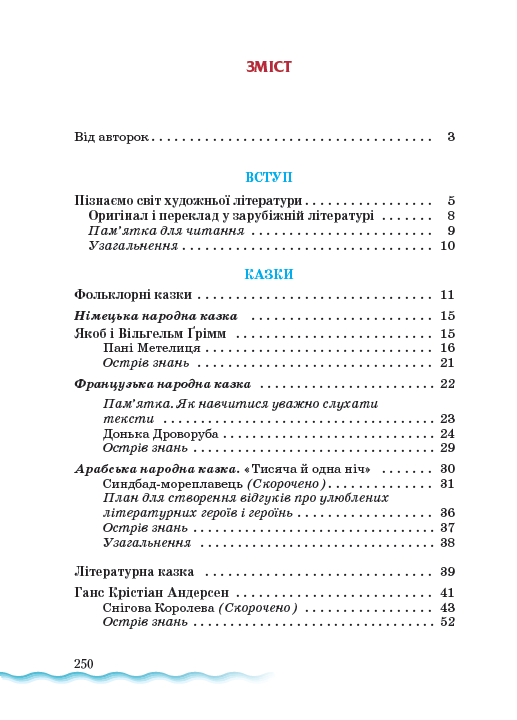 ЗМІСТ
Від авторок . . . . . . . . . . . . . . . . . . . . . . . . . . . . . . . . . . . . . 3
ВСТУП
Пізнаємо світ художньої літератури . . . . . . . . . . . . . . . . . 5
Оригінал і переклад у зарубіжній літературі . . . . . . . 8
Пам’ятка для читання . . . . . . . . . . . . . . . . . . . . . . . . 9
Узагальнення . . . . . . . . . . . . . . . . . . . . . . . . . . . . . . . . . 10
КАЗКИ
Фольклорні казки . . . . . . . . . . . . . . . . . . . . . . . . . . . . . . . 11
Німецька народна казка . . . . . . . . . . . . . . . . . . . . . . . . 15
Якоб і Вільгельм Ґрімм . . . . . . . . . . . . . . . . . . . . . . . . . . 15
Пані Метелиця . . . . . . . . . . . . . . . . . . . . . . . . . . . . . . 16
Острів знань . . . . . . . . . . . . . . . . . . . . . . . . . . . . . . . 21
Французька народна казка . . . . . . . . . . . . . . . . . . . . . . . 22
Пам’ятка. Як навчитися уважно слухати
тексти . . . . . . . . . . . . . . . . . . . . . . . . . . . . . . . . . . . . 23
Донька Дроворуба . . . . . . . . . . . . . . . . . . . . . . . . . . . . 24
Острів знань . . . . . . . . . . . . . . . . . . . . . . . . . . . . . . . . 29
Арабська народна казка. «Тисяча й одна ніч» . . . . . . . 30
Синдбад-мореплавець (Скорочено) . . . . . . . . . . . . . . 31
План для створення відгуків про улюблених
літературних героїв і героїнь . . . . . . . . . . . . . . . . . . 36
Острів знань . . . . . . . . . . . . . . . . . . . . . . . . . . . . . . . . 37
Узагальнення . . . . . . . . . . . . . . . . . . . . . . . . . . . . . . . 38
Літературна казка . . . . . . . . . . . . . . . . . . . . . . . . . . . . . . 39
Ганс Крістіан Андерсен . . . . . . . . . . . . . . . . . . . . . . . . . . 41
Снігова Королева (Скорочено) . . . . . . . . . . . . . . . . . 43
Острів знань . . . . . . . . . . . . . . . . . . . . . . . . . . . . . . . . 52
250